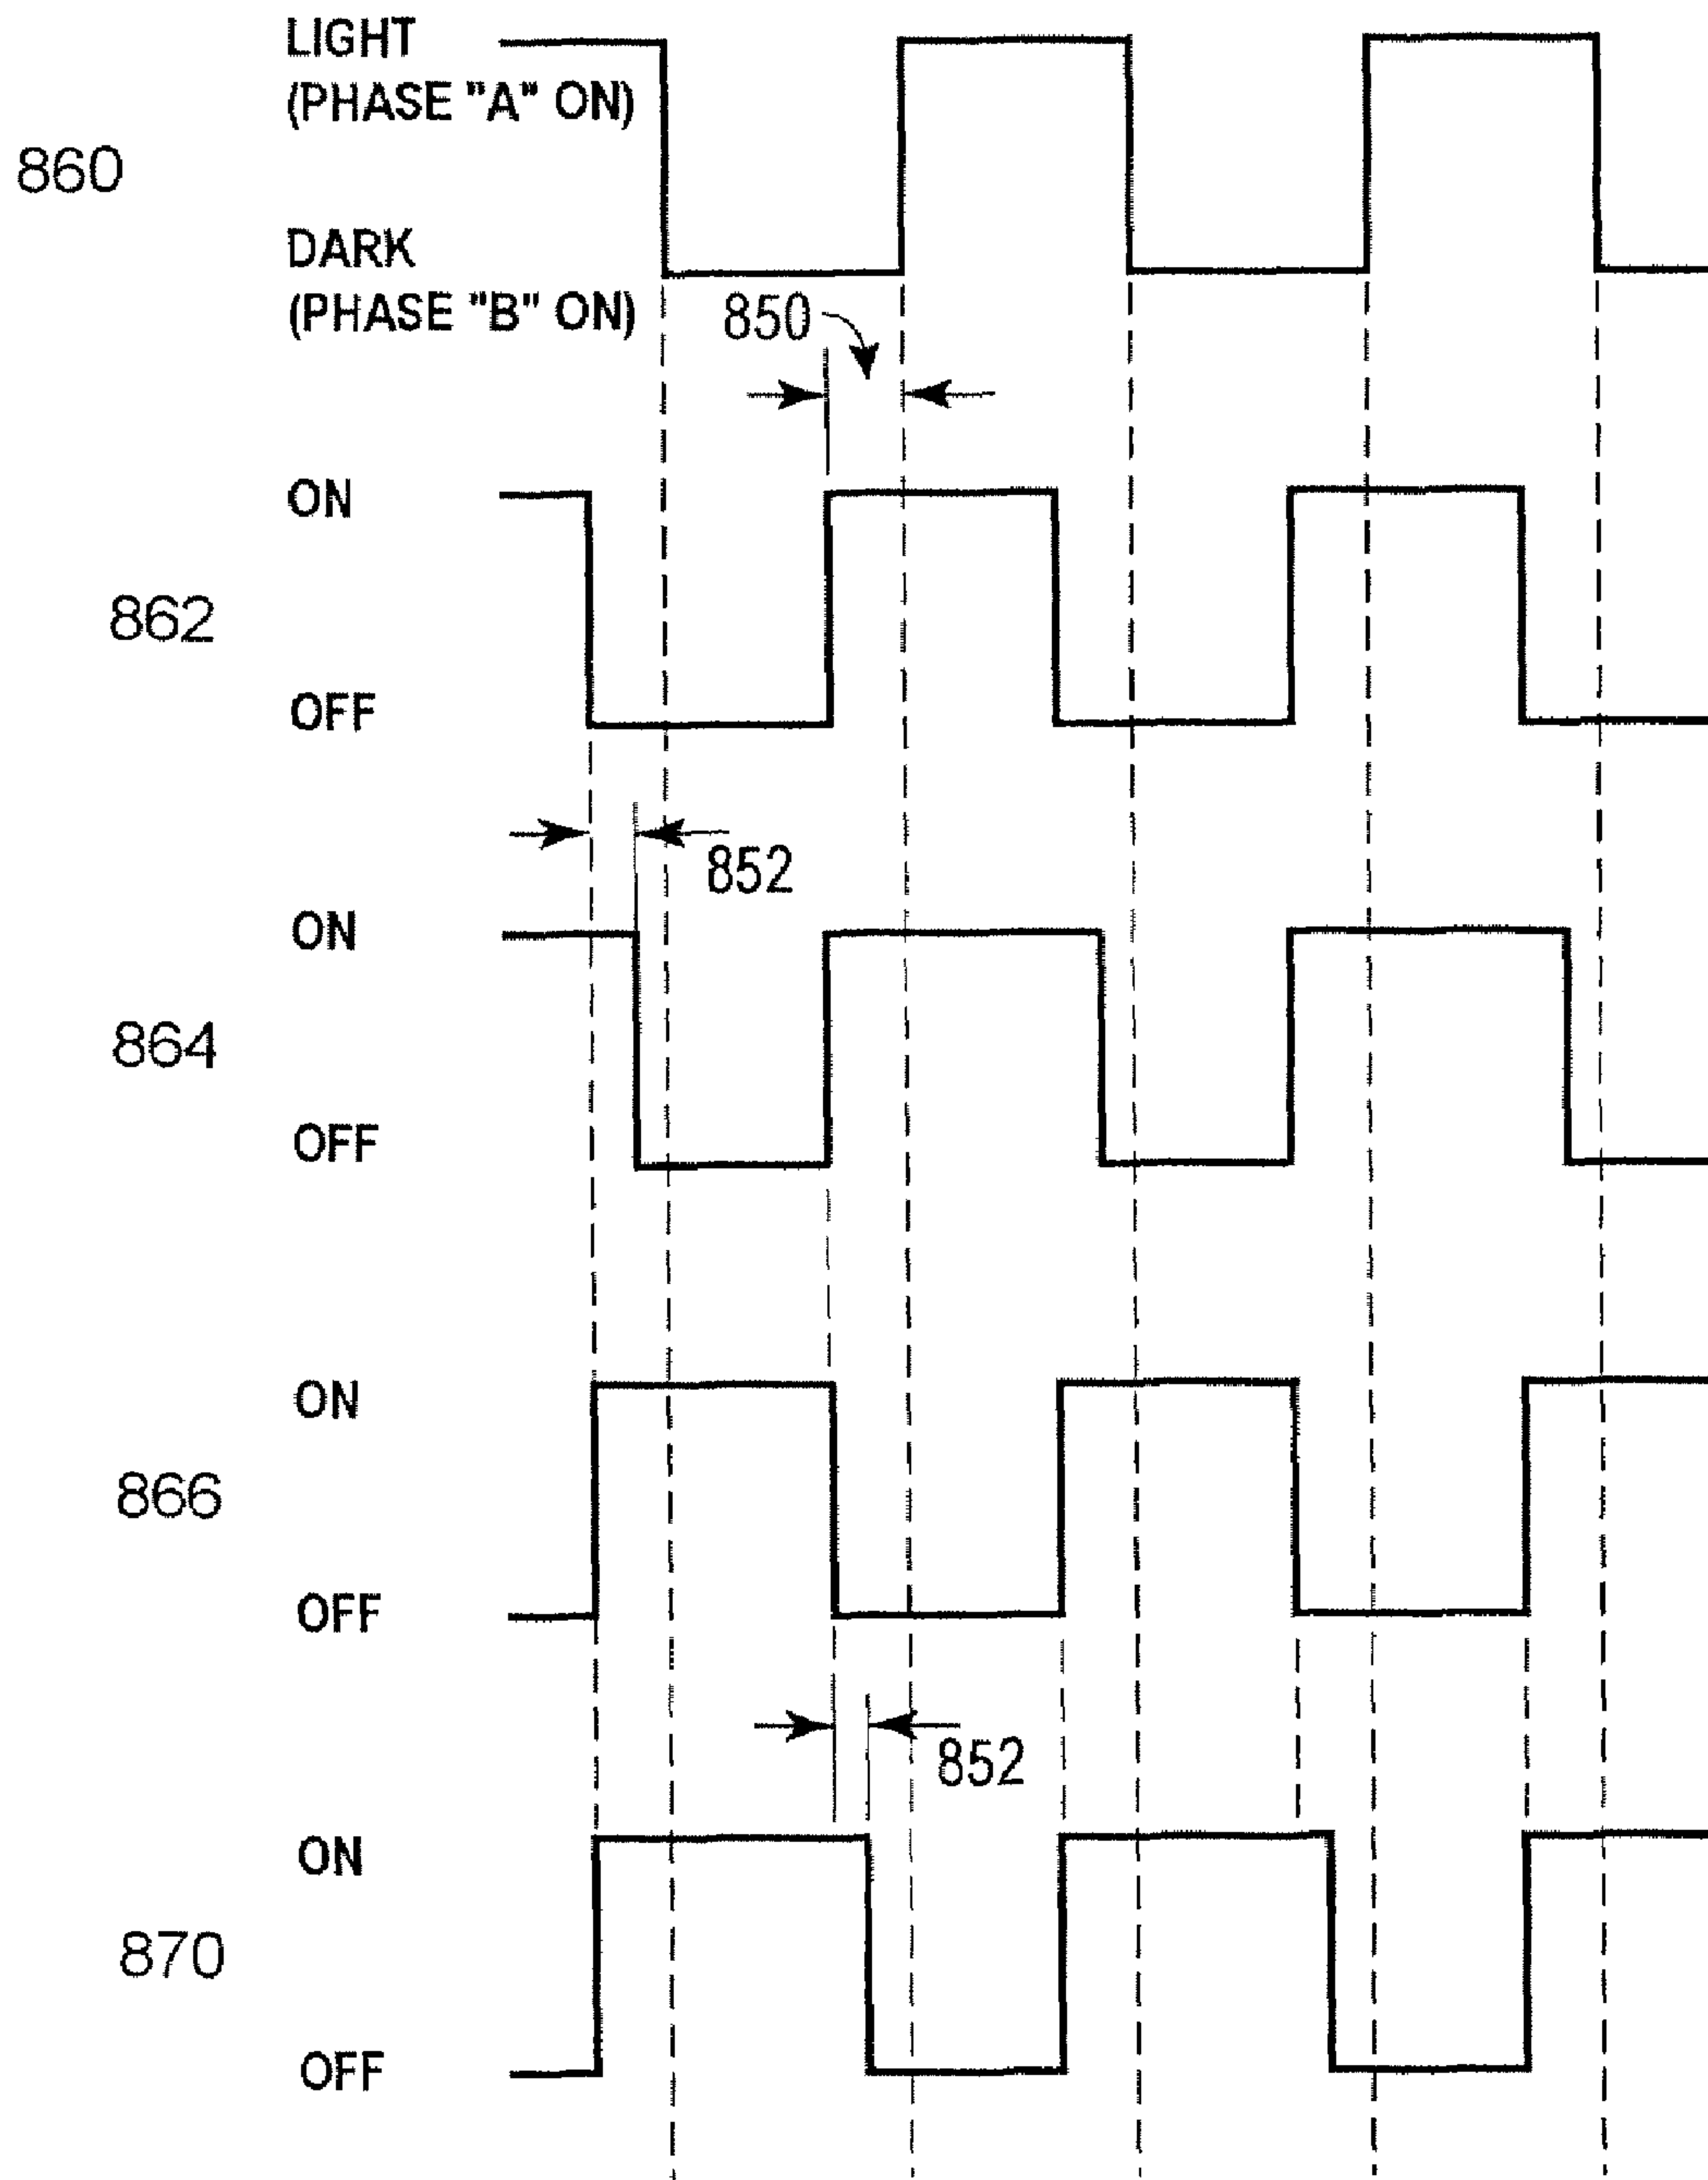 LIGHT
(PHASE "A" ON)
860
DARK
(PHASE "B" ON)
850
ON
862
OFF
852
ON
864
OFF
ON
866
OFF
852
ON
870
OFF